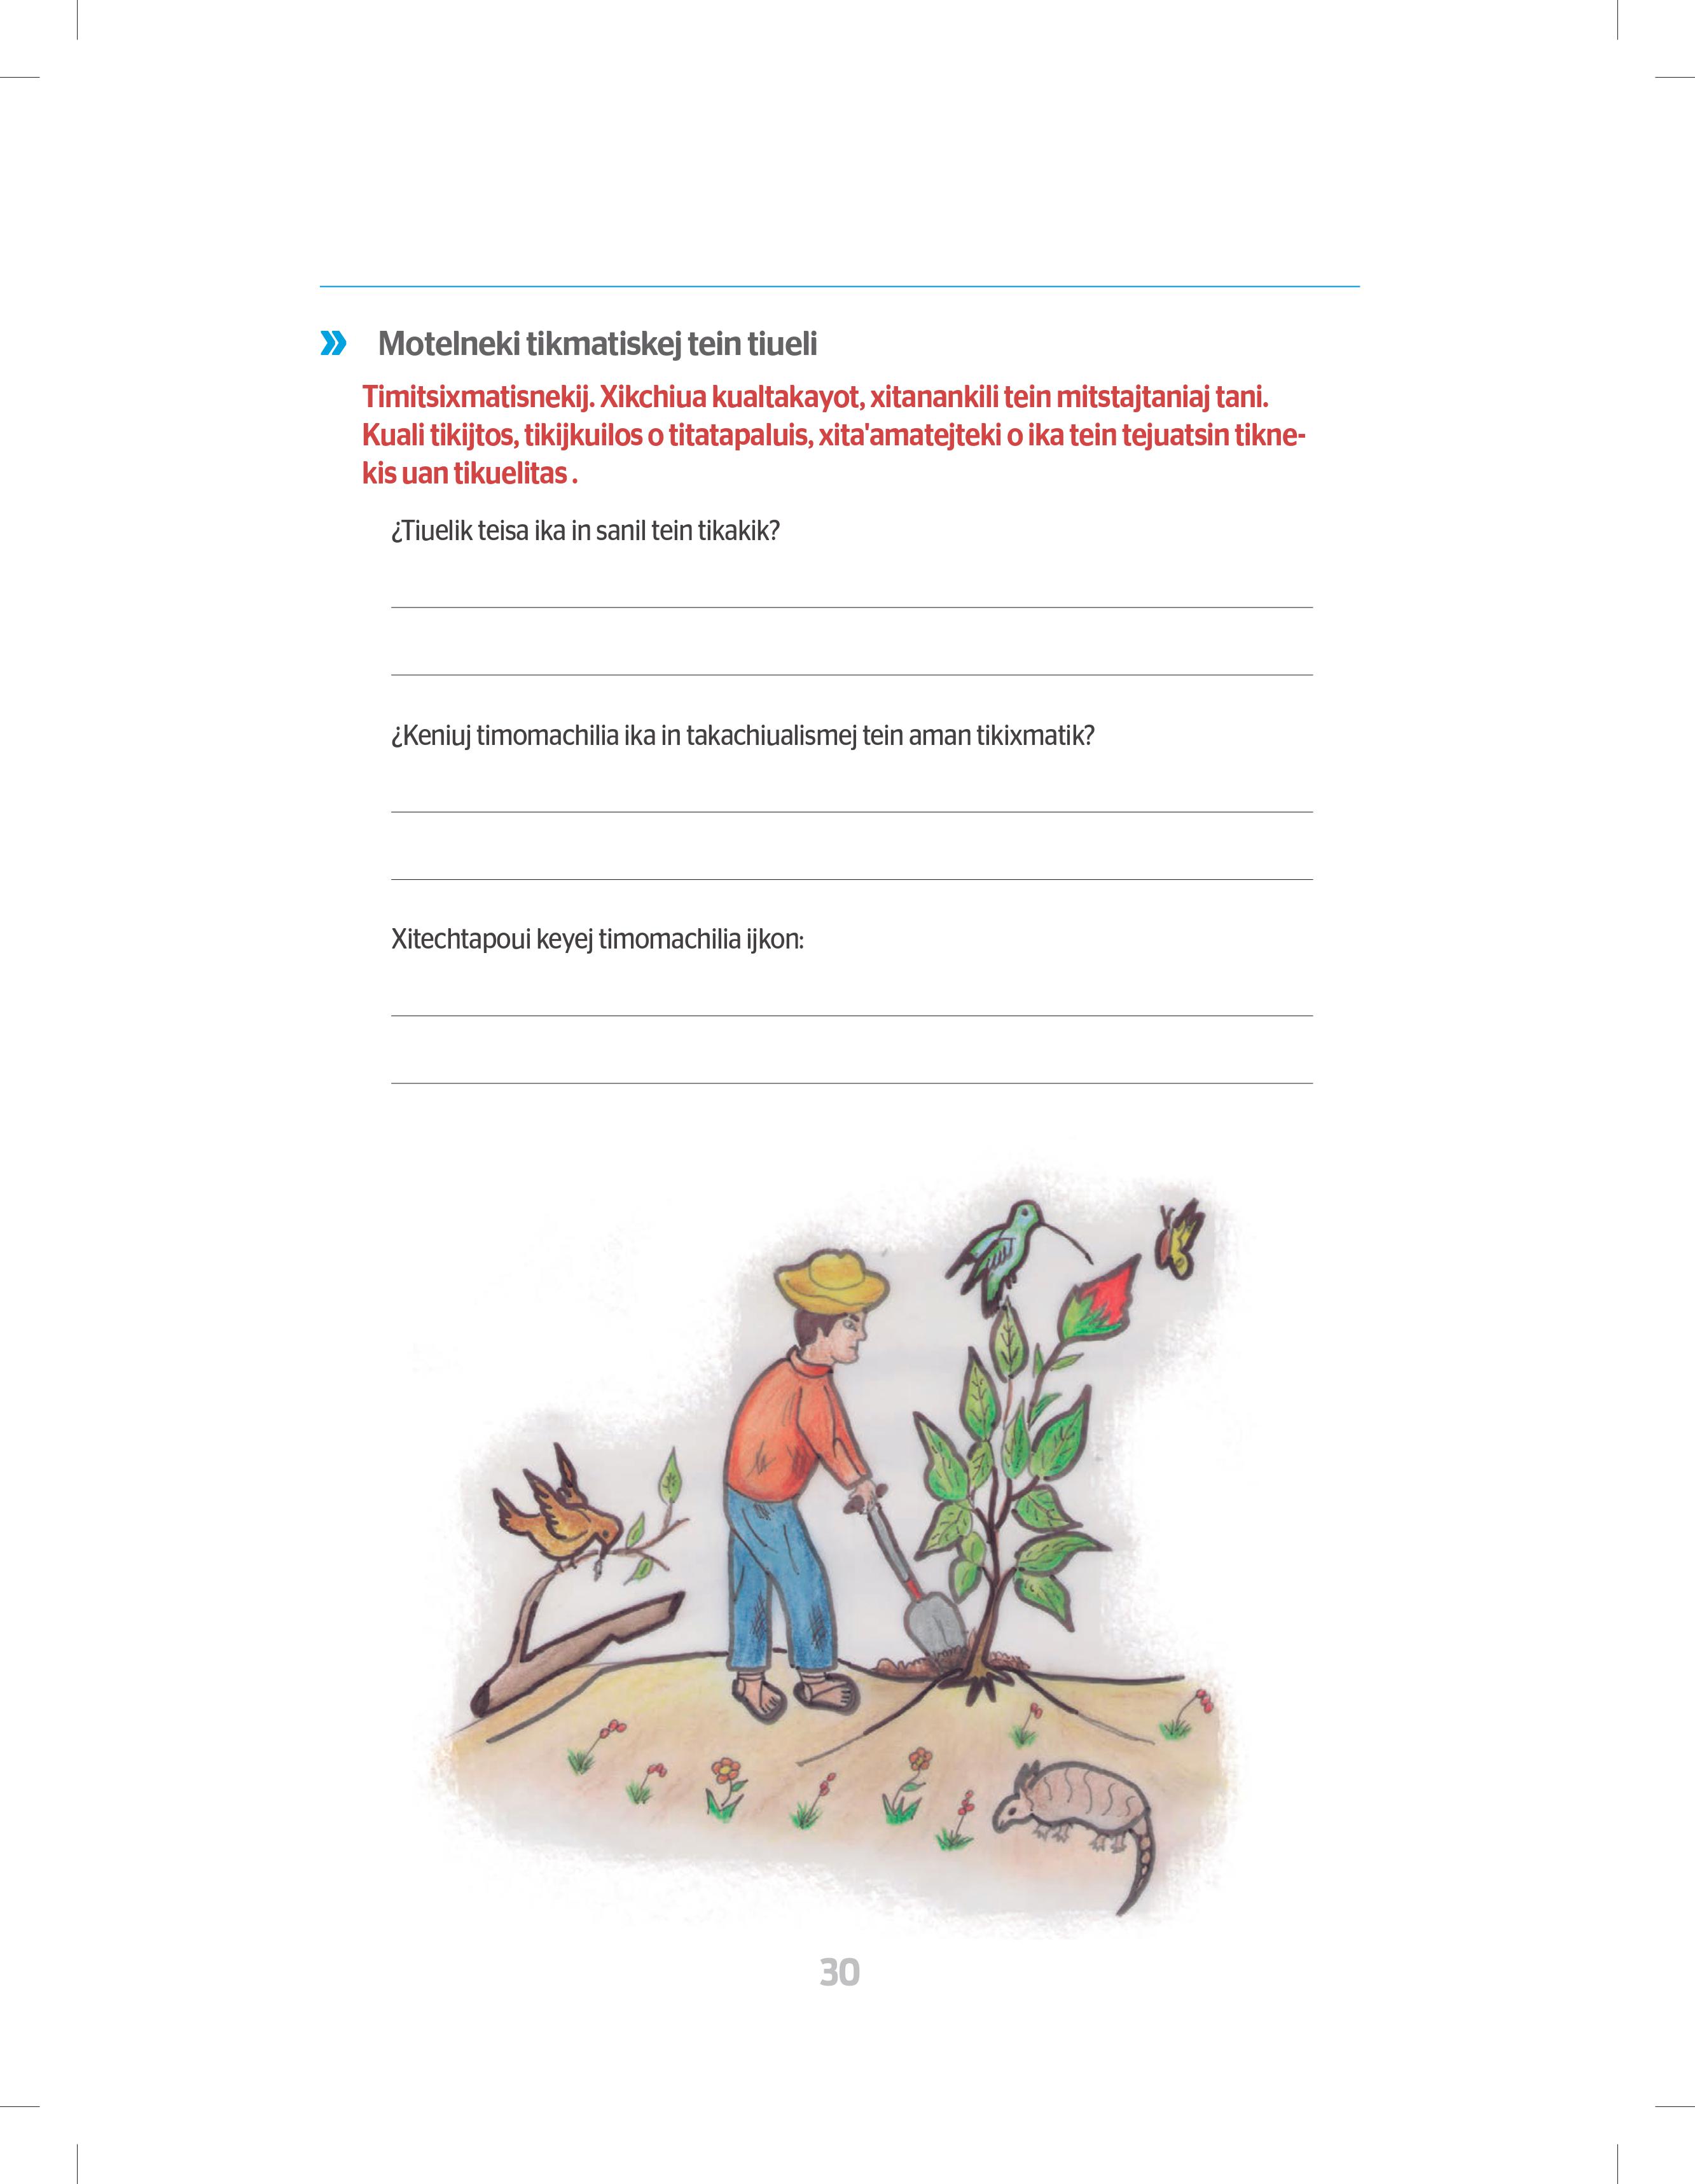 Motelneki tikmatiskej tein tiueli
Timitsixmatisnekij. Xikchiua kualtakayot, xitanankili tein mitstajtaniaj tani.
Kuali tikijtos, tikijkuilos o titatapaluis, xita'amatejteki o ika tein tejuatsin tikne-
kis uan tikuelitas .
¿Tiuelik teisa ika in sanil tein tikakik?
¿Keniuj timomachilia ika in takachiualismej tein aman tikixmatik?
Xitechtapoui keyej timomachilia ijkon:
30